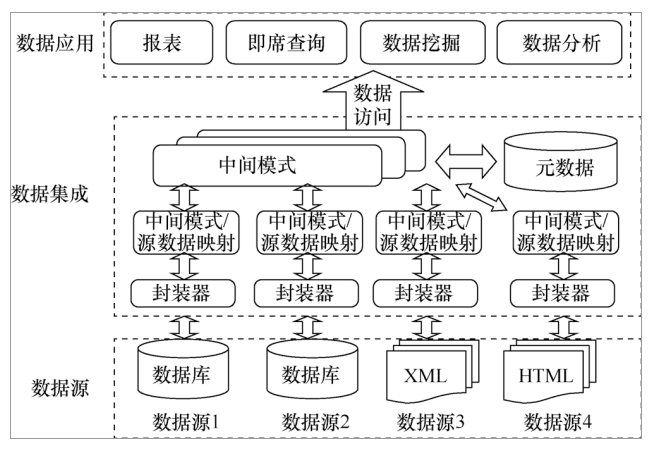 数据应用
报表
即席查询
数据挖掘
数据分析
数据
访问
数据集成
中间模式
元数据
中间模式/
源数据映射
中间模式/
源数据映射
中间模式/
源数据映射
中间模式/
源数据映射
封装器
封装器
封装器
封装器
数据源
数据库
数据库
XML
HTML
数据源1
数据源2
数据源3
数据源4